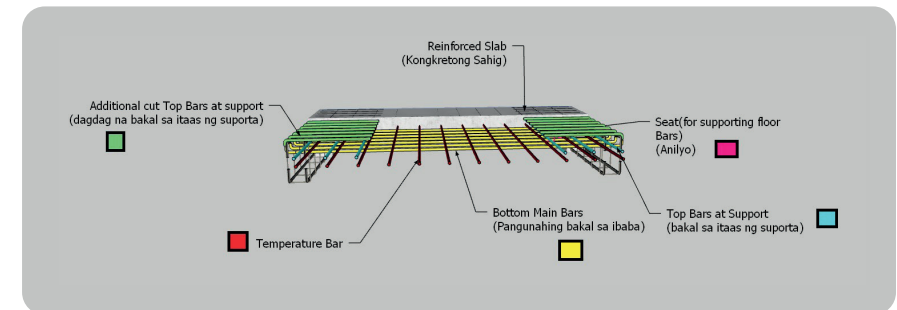 Reinforced Slab
(Kongkretong Sahig)
Additional cut Top Bars at support
(dagdag na bakal sa itaas ng suporta)
Seat(for supporting floor
Bars)
(Anilyo)
Bottom Main Bars
(Pangunahing bakal sa ibaba)
Top Bars at Support
(bakal sa itaas ng suporta)
Temperature Bar